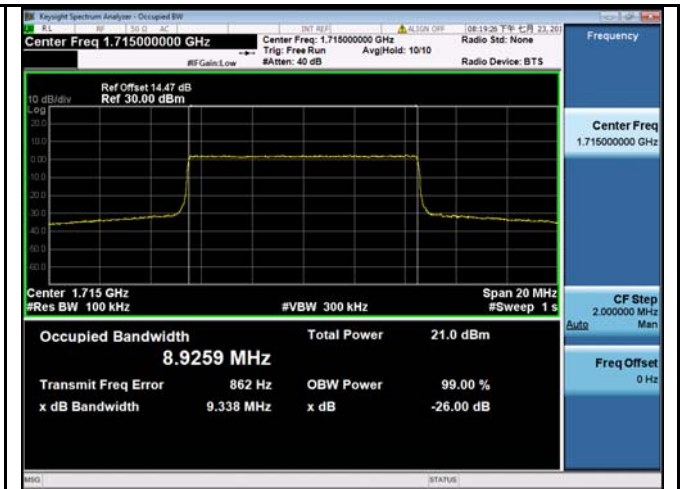 Keysight Spectrum Analyzer - Occupied BW
RL RF 50 Ω AC INT REF ALIGN OFF 08:19:26 下午 七月 23, 201
Center Freq 1.715000000 GHz
Center Freq: 1.715000000 GHz
Radio Std: None
Trig: Free Run Avg|Hold: 10/10
#IFGain:Low #Atten: 40 dB Radio Device: BTS
Frequency
Ref Offset 14.47 dB
10 dB/div Ref 30.00 dBm
Log
20.0
10.0
0.00
-10.0
-20.0
-30.0
-40.0
-50.0
-60.0
Center Freq
1.715000000 GHz
Center 1.715 GHz Span 20 MHz
#Res BW 100 kHz #VBW 300 kHz #Sweep 1 s
CF Step
2.000000 MHz
Auto Man
Occupied Bandwidth Total Power 21.0 dBm
8.9259 MHz
Transmit Freq Error 862 Hz OBW Power 99.00 %
x dB Bandwidth 9.338 MHz x dB -26.00 dB
Freq Offset
0 Hz
MSG STATUS